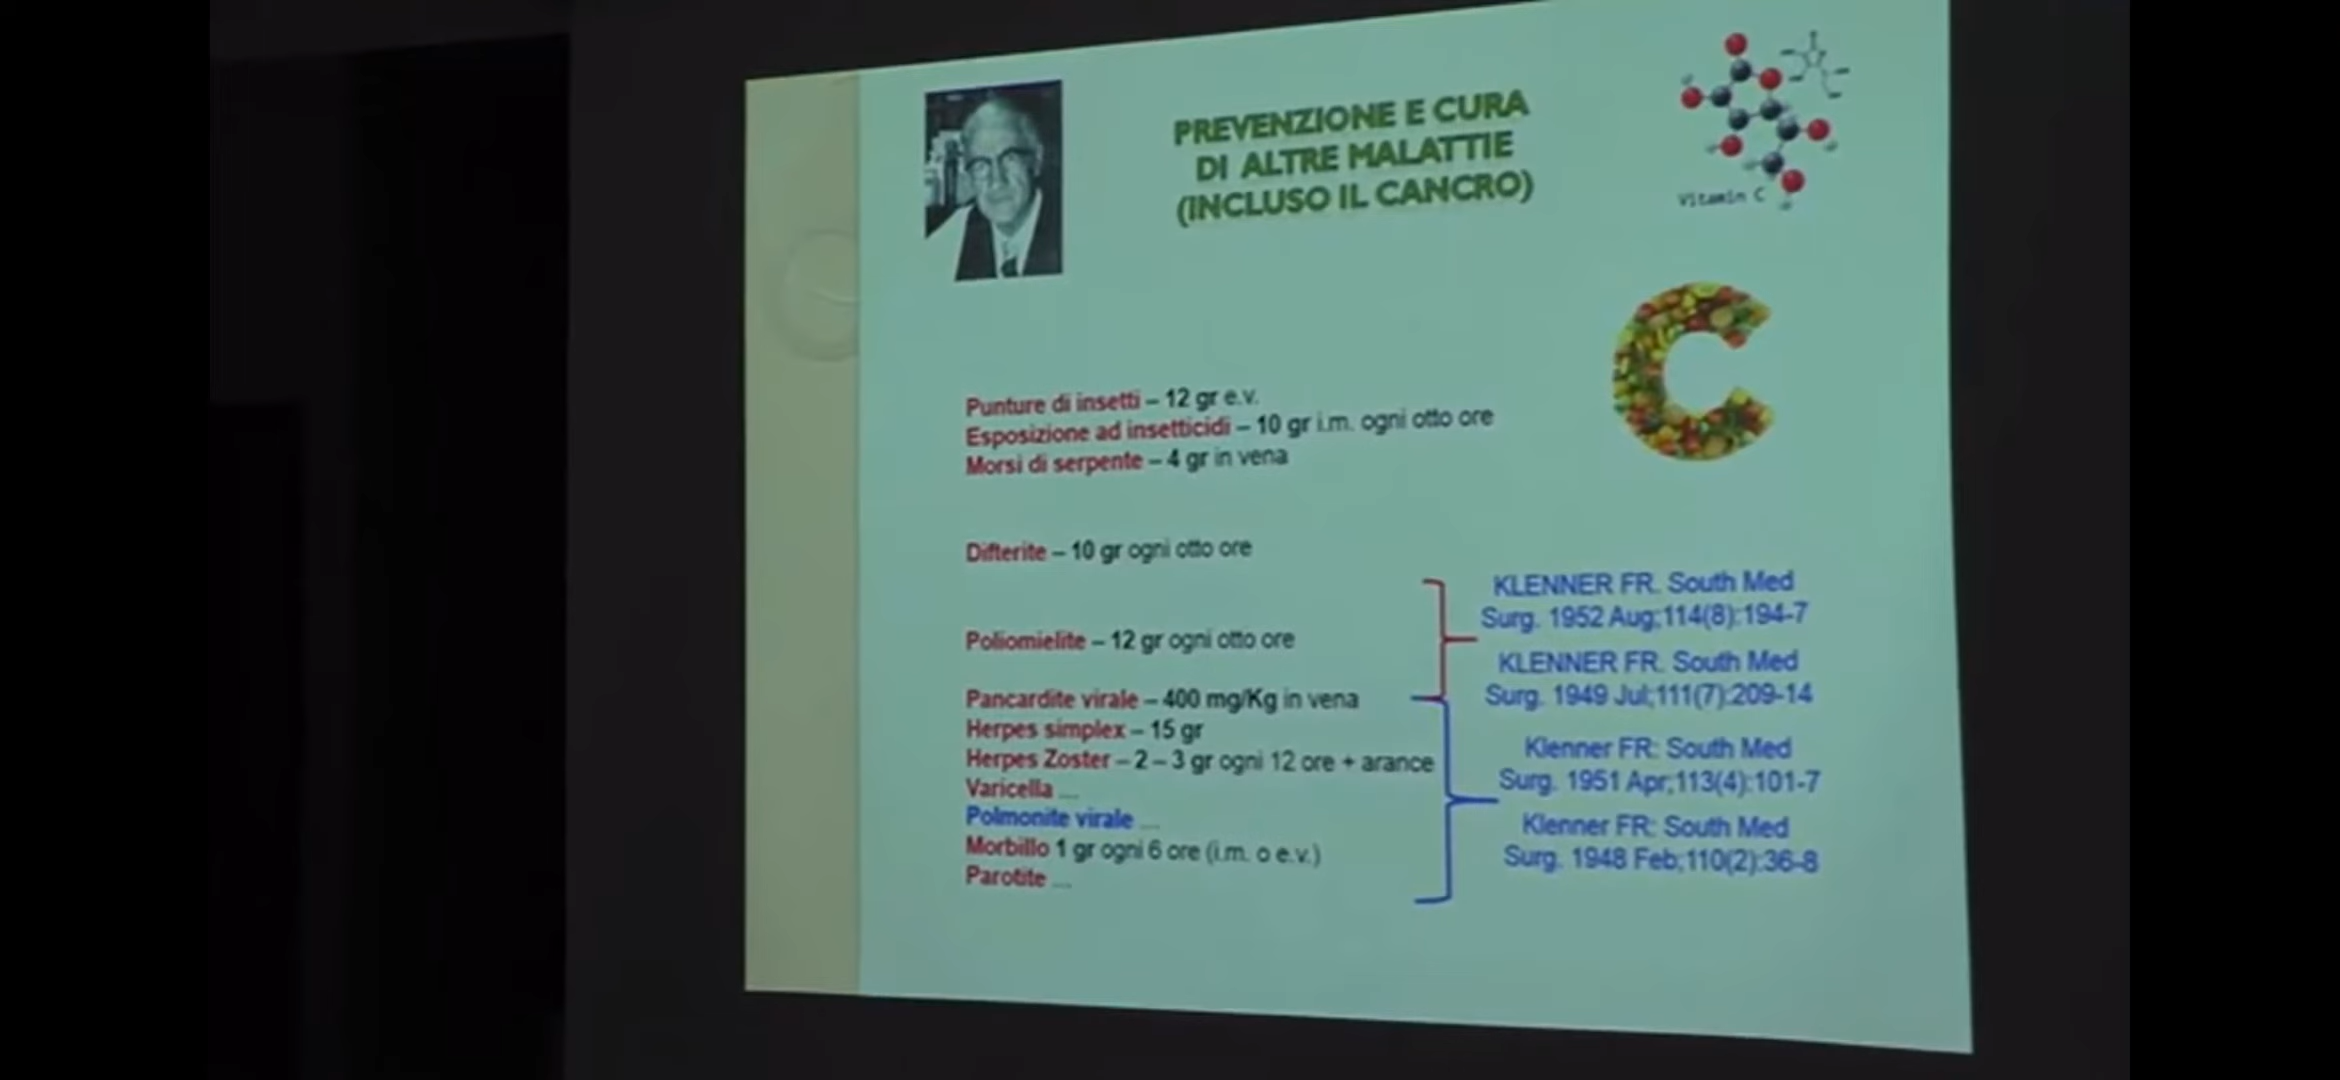 PREVENZIONE E CURA
DI ALTRE MALATTIE
(INCLUSO IL CANCRO)
Vitamin C
C
Punture di insetti – 12 gr e.v.
Esposizione ad insetticidi – 10 gr i.m. ogni otto ore
Morsi di serpente – 4 gr in vena
Difterite – 10 gr ogni otto ore
Poliomielite – 12 gr ogni otto ore
Pancardite virale – 400 mg/Kg in vena
Herpes simplex – 15 gr
Herpes Zoster – 2 – 3 gr ogni 12 ore + arance
Varicella ...
Polmonite virale ...
Morbillo 1 gr ogni 6 ore (i.m. o e.v.)
Parotite ...
KLENNER FR. South Med
Surg. 1952 Aug;114(8):194-7
KLENNER FR. South Med
Surg. 1949 Jul;111(7):209-14
Klenner FR: South Med
Surg. 1951 Apr;113(4):101-7
Klenner FR: South Med
Surg. 1948 Feb;110(2):36-8